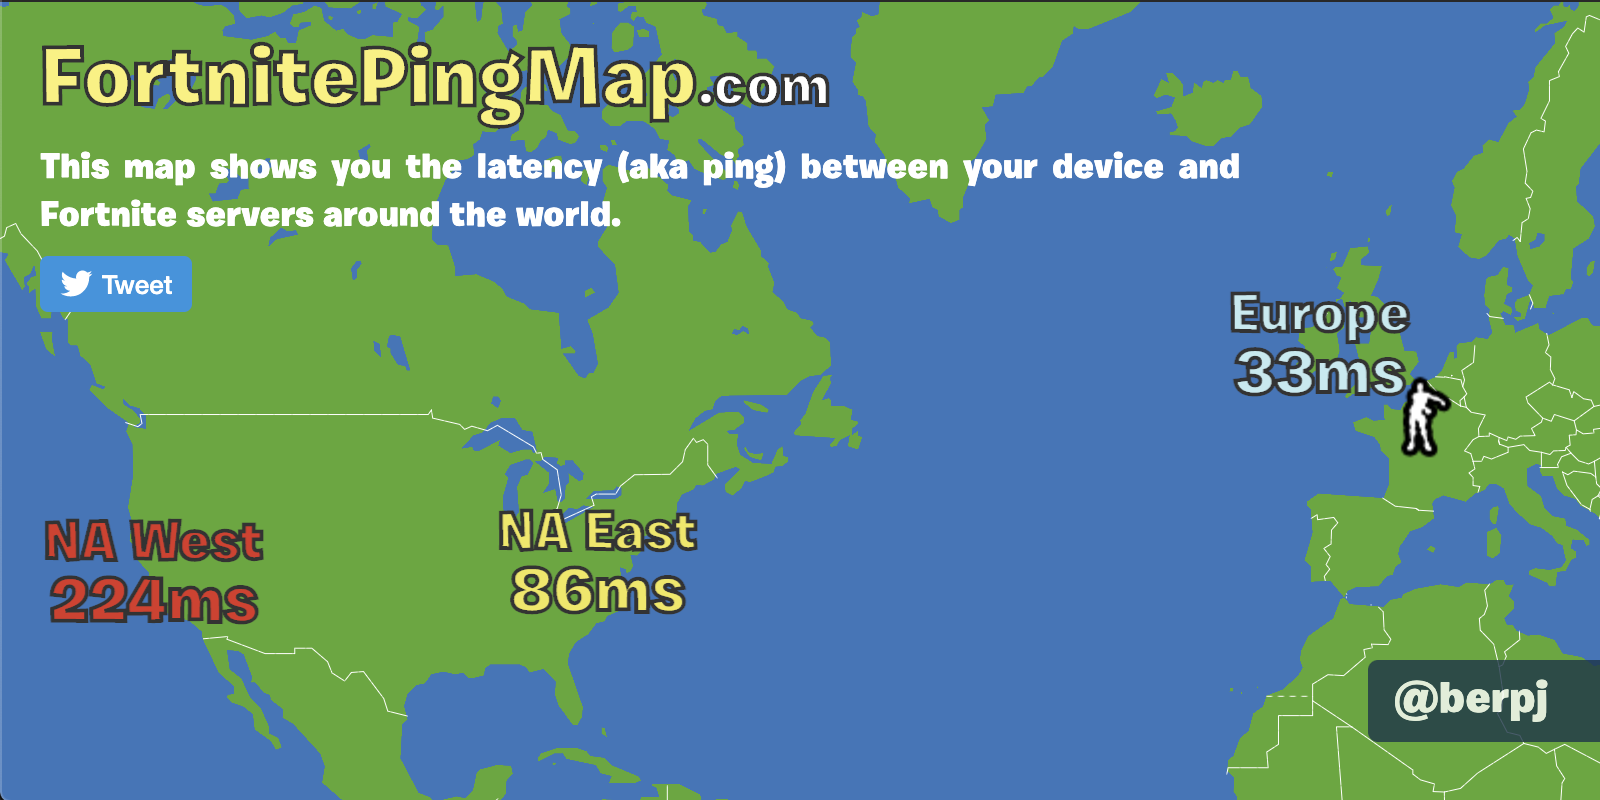 FortnitePingMap.com
This map shows you the latency (aka ping) between your device and
Fortnite servers around the world.
Tweet
Europe
33ms
NA West
224ms
NA East
86ms
@berpj